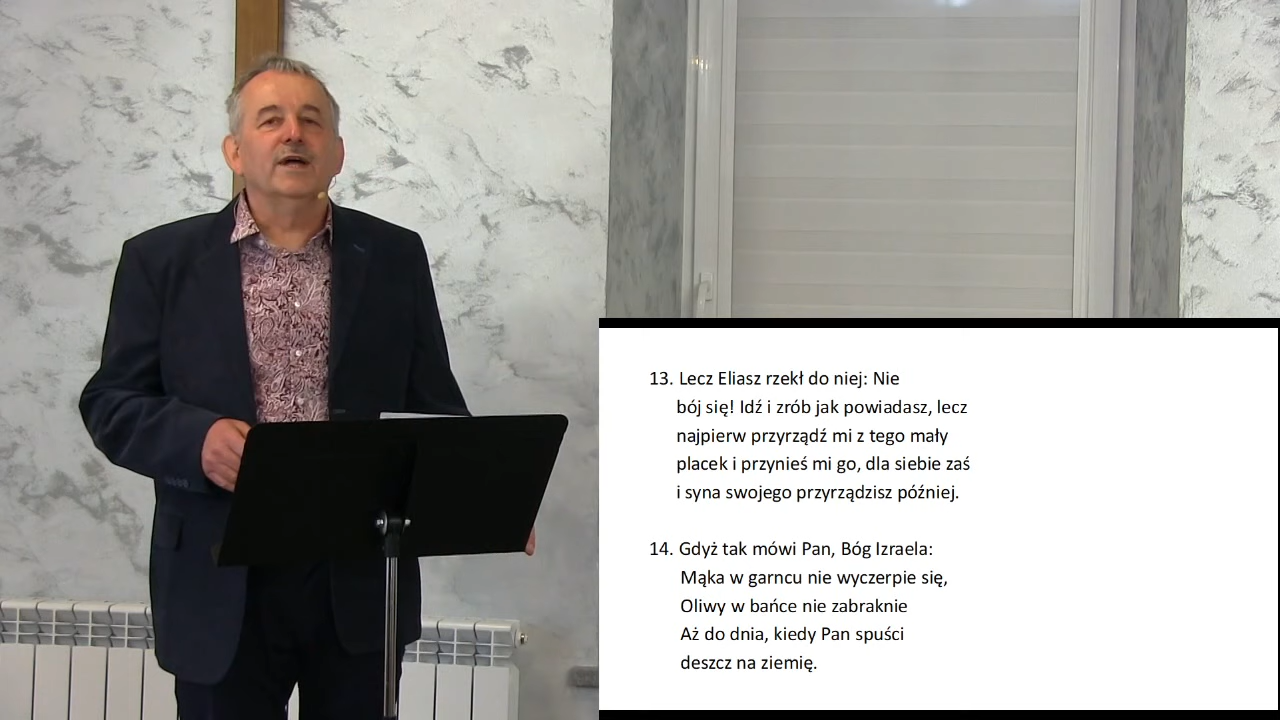 13. Lecz Eliasz rzekł do niej: Nie
bój się! Idź i zrób jak powiadasz, lecz
najpierw przyrządź mi z tego mały
placek i przynieś mi go, dla siebie zaś
i syna swojego przyrządzisz później.
14. Gdyż tak mówi Pan, Bóg Izraela:
Mąka w garncu nie wyczerpie się,
Oliwy w bańce nie zabraknie
Aż do dnia, kiedy Pan spuści
deszcz na ziemię.